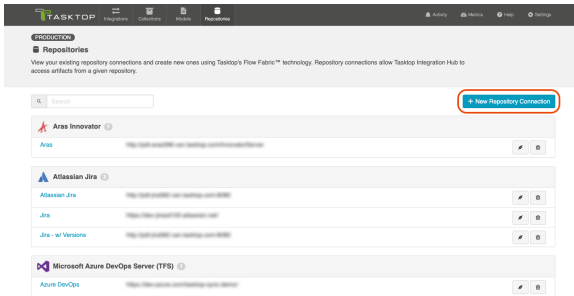 TASKTOP
Integrations
Collections
Models
Repositories
Activity
Metrics
Help
Settings
PRODUCTION
Repositories
View your existing repository connections and create new ones using Tasktop's Flow Fabric™ technology. Repository connections allow Tasktop Integration Hub to
access artifacts from a given repository.
Search
+ New Repository Connection
Aras Innovator 1
Aras
Atlassian Jira 3
Atlassian Jira
Jira
Jira - w/ Versions
Microsoft Azure DevOps Server (TFS) 1
Azure DevOps